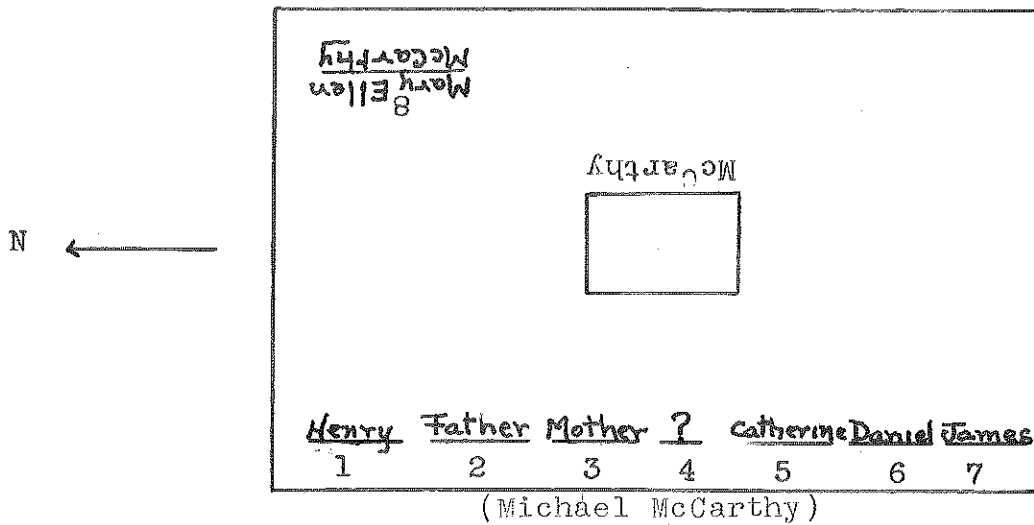 Mary Ellen
McCarthy
8
McCarthy
N
Henry Father Mother ? Catherine Daniel James
1 2 3 4 5 6 7
(Michael McCarthy)